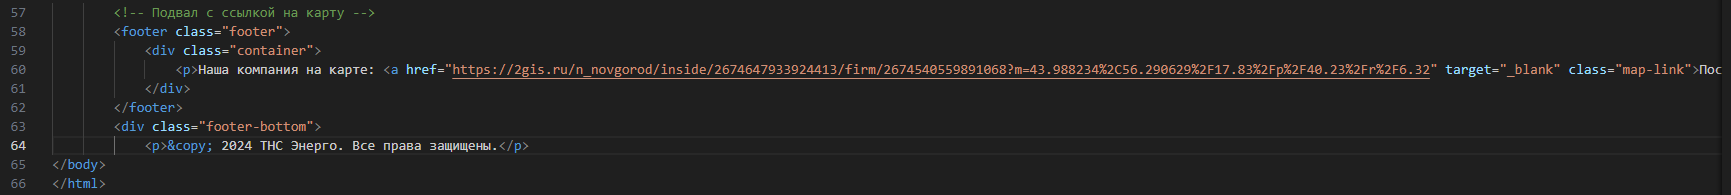 57 <!-- Подвал с ссылкой на карту -->
58 <footer class="footer">
59 <div class="container">
60 <p>Наша компания на карте: <a href="https://2gis.ru/n_novgorod/inside/2674647933924413/firm/2674540559891068?m=43.988234%2C56.290629%2F17.83%2Fp%2F40.23%2Fr%2F6.32" target="_blank" class="map-link">Пос
61 </div>
62 </footer>
63 <div class="footer-bottom">
64 <p>&copy; 2024 ТНС Энерго. Все права защищены.</p>
65 </body>
66 </html>